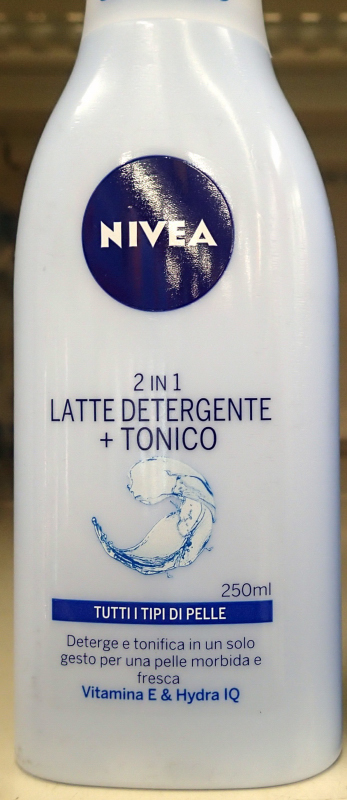 NIVEA
2 IN 1
LATTE DETERGENTE
+ TONICO
250ml
TUTTI I TIPI DI PELLE
Deterge e tonifica in un solo
gesto per una pelle morbida e
fresca
Vitamina E & Hydra IQ